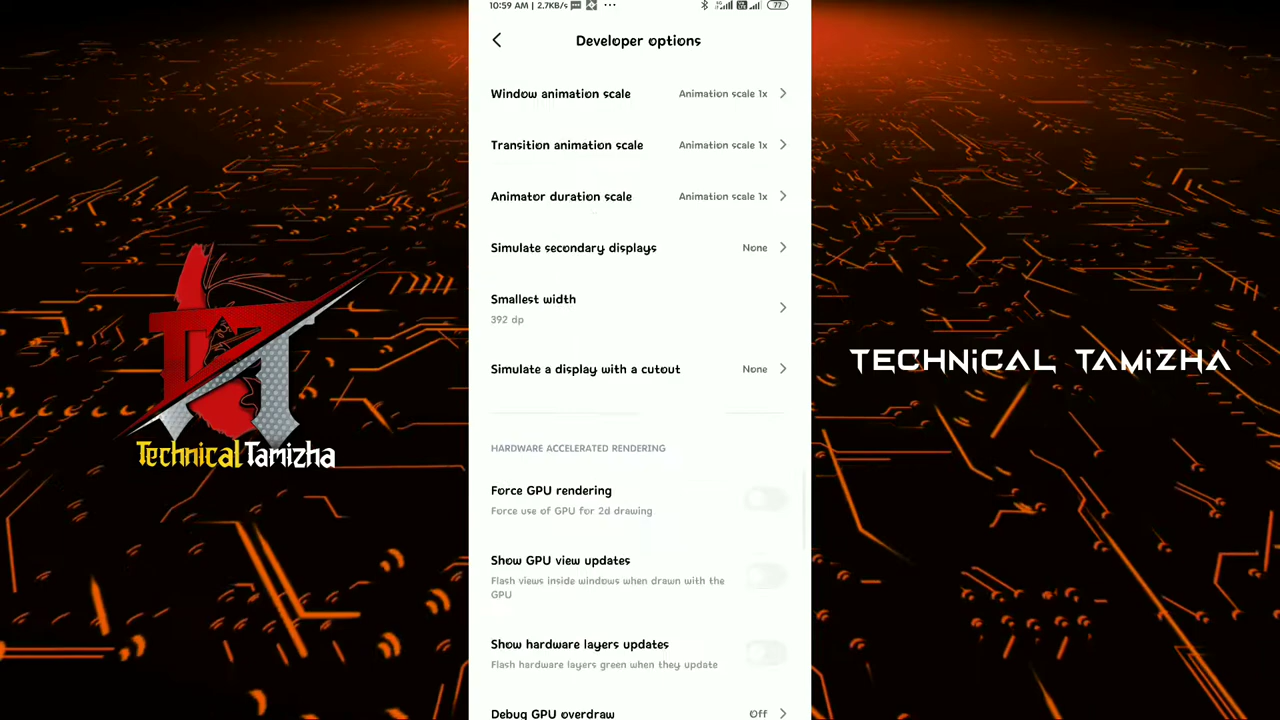 10:59 AM | 2.7KB/s ...
77
Developer options
Window animation scale Animation scale 1x
Transition animation scale Animation scale 1x
Animator duration scale Animation scale 1x
Simulate secondary displays None
Smallest width
392 dp
Simulate a display with a cutout None
HARDWARE ACCELERATED RENDERING
Force GPU rendering
Force use of GPU for 2d drawing
Show GPU view updates
Flash views inside windows when drawn with the
GPU
Show hardware layers updates
Flash hardware layers green when they update
Debug GPU overdraw Off
Technical Tamizha
TECHNiCAL TAMiZHA